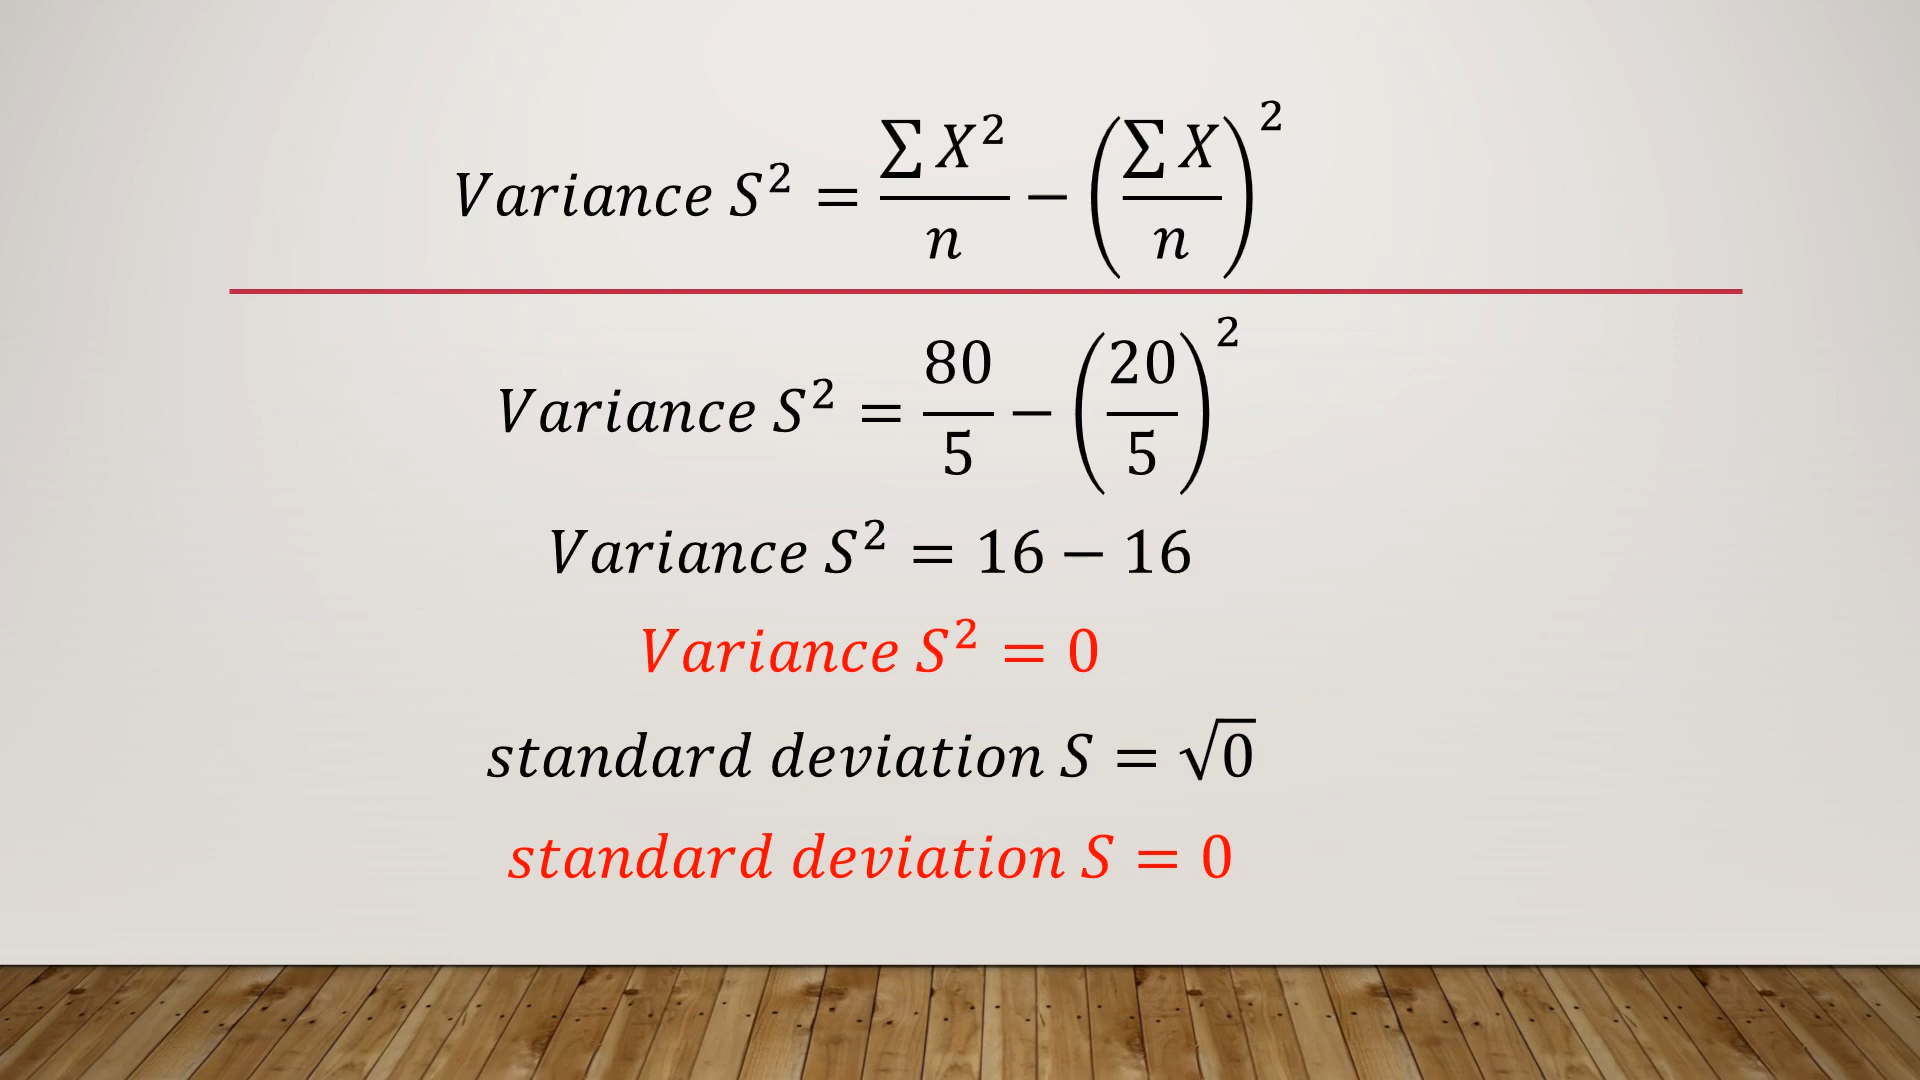 Variance S² = ∑X²/n − (∑X/n)²
Variance S² = 80/5 − (20/5)²
Variance S² = 16 − 16
Variance S² = 0
standard deviation S = √0
standard deviation S = 0